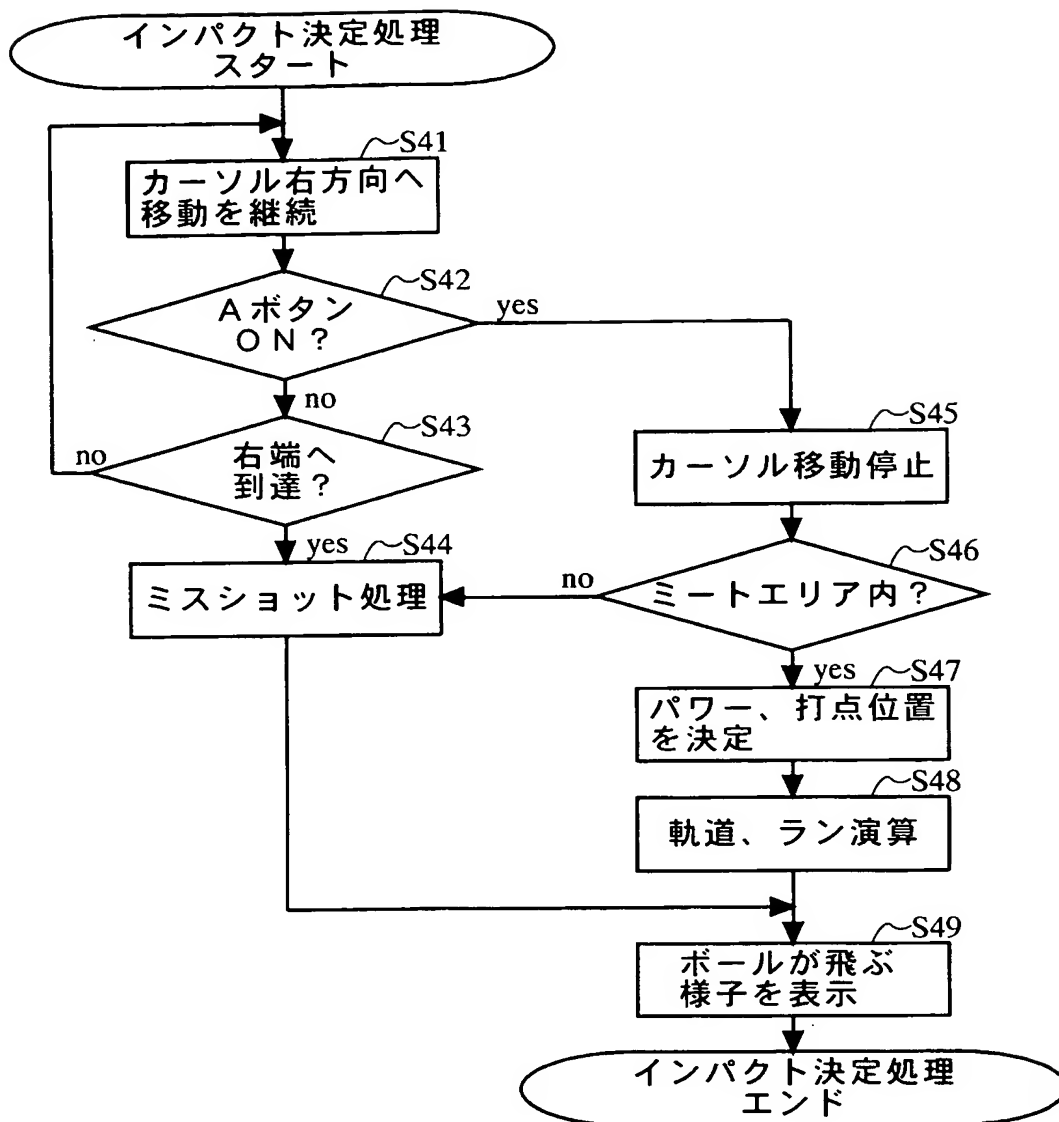 インパクト決定処理
スタート
S41
カーソル右方向へ
移動を継続
S42
Aボタン
ON?
yes
no
S43
右端へ
到達?
no
yes
S44
ミスショット処理
S45
カーソル移動停止
S46
ミートエリア内?
no
yes
S47
パワー、打点位置
を決定
S48
軌道、ラン演算
S49
ボールが飛ぶ
様子を表示
インパクト決定処理
エンド